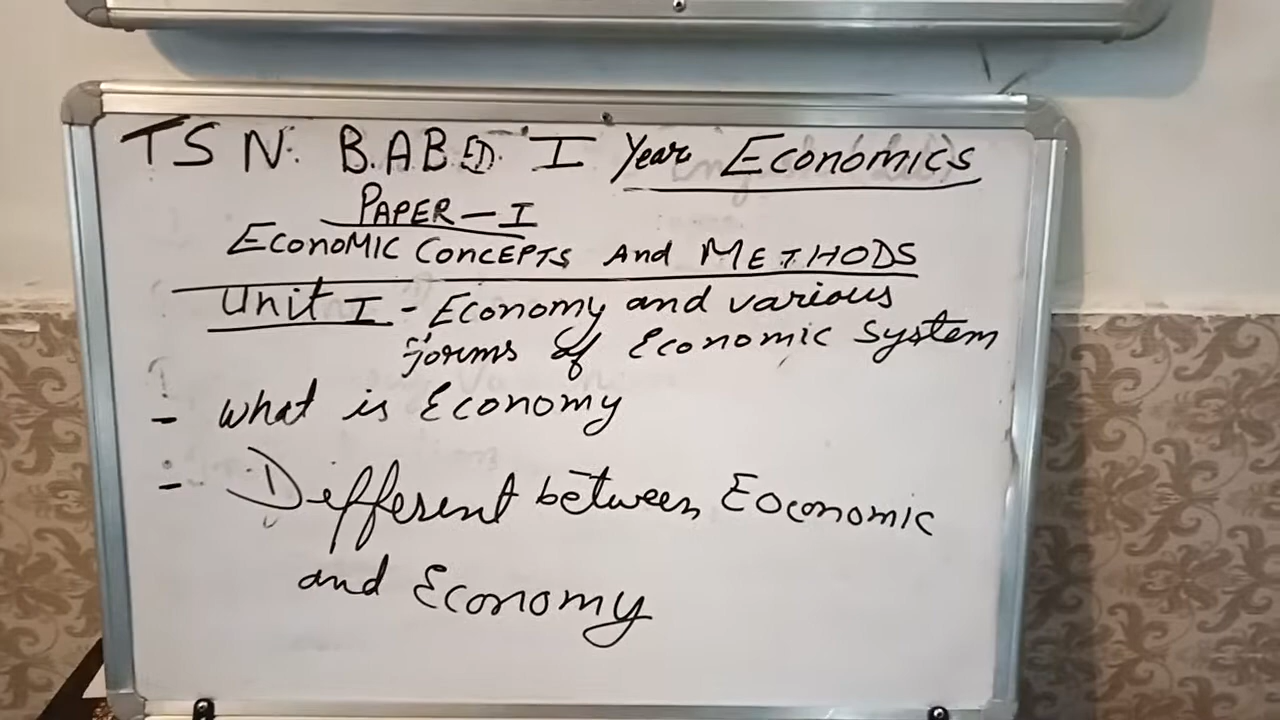 TSN. B.A B.ED. I Year Economics
PAPER - I
ECONOMIC CONCEPTS And METHODS
Unit I - Economy and various
forms of Economic System
- What is Economy
- Different between Eoconomic
and Economy